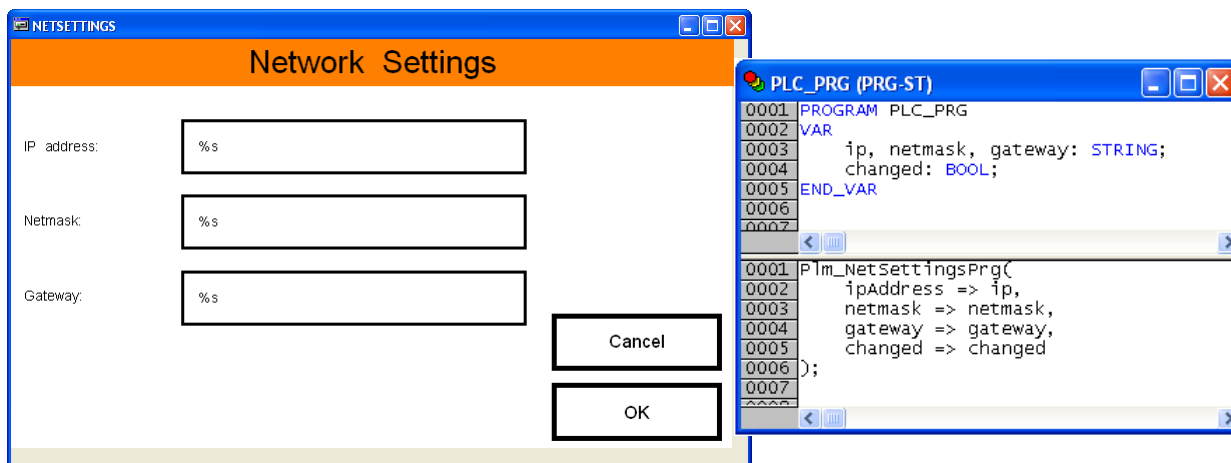 NETSETTINGS
Network Settings
IP address:
%s
Netmask:
%s
Gateway:
%s
Cancel
OK
PLC_PRG (PRG-ST)
0001 PROGRAM PLC_PRG
0002 VAR
0003 ip, netmask, gateway: STRING;
0004 changed: BOOL;
0005 END_VAR
0006
0007
0001 Plm_NetSettingsPrg(
0002 ipAddress => ip,
0003 netmask => netmask,
0004 gateway => gateway,
0005 changed => changed
0006 );
0007